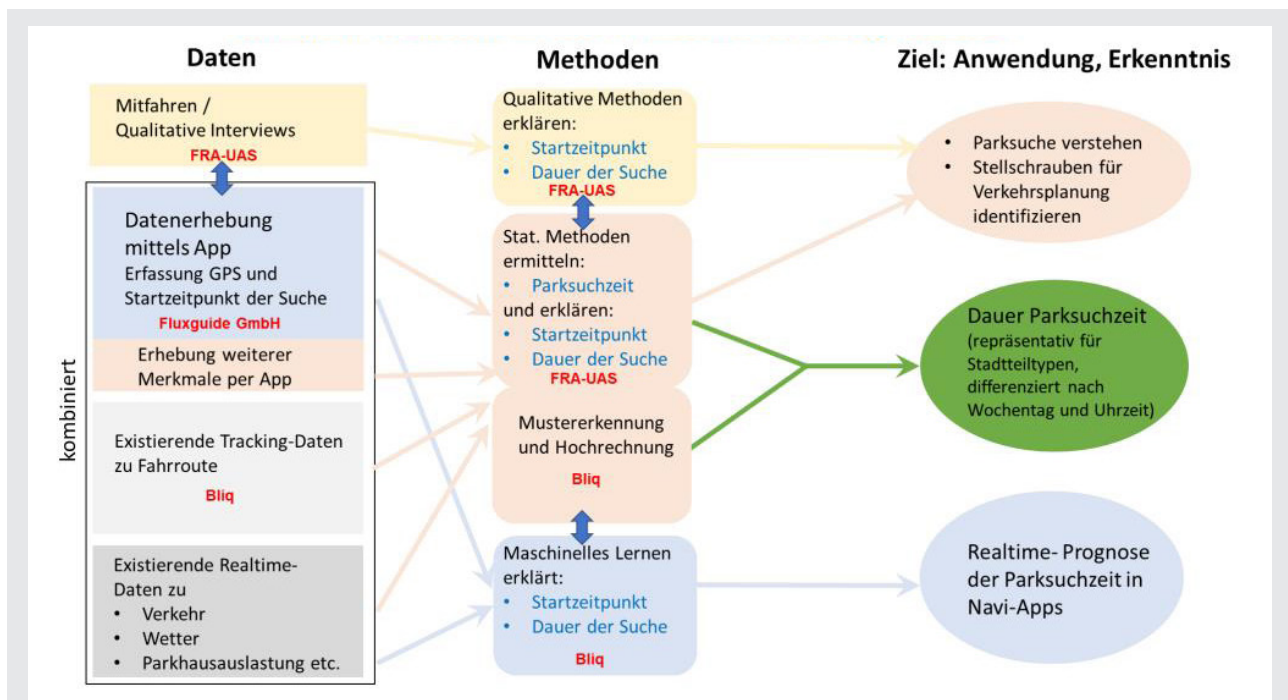 Daten
Mitfahren /
Qualitative Interviews
FRA-UAS
kombiniert
Datenerhebung
mittels App
Erfassung GPS und
Startzeitpunkt der Suche
Fluxguide GmbH
Erhebung weiterer
Merkmale per App
Existierende Tracking-Daten
zu Fahrroute
Bliq
Existierende Realtime-
Daten zu
• Verkehr
• Wetter
• Parkhausauslastung etc.
Methoden
Qualitative Methoden
erklären:
• Startzeitpunkt
• Dauer der Suche
FRA-UAS
Stat. Methoden
ermitteln:
• Parksuchzeit
und erklären:
• Startzeitpunkt
• Dauer der Suche
FRA-UAS
Mustererkennung
und Hochrechnung
Bliq
Maschinelles Lernen
erklärt:
• Startzeitpunkt
• Dauer der Suche
Bliq
Ziel: Anwendung, Erkenntnis
• Parksuche verstehen
• Stellschrauben für
Verkehrsplanung
identifizieren
Dauer Parksuchzeit
(repräsentativ für
Stadtteiltypen,
differenziert nach
Wochentag und Uhrzeit)
Realtime- Prognose
der Parksuchzeit in
Navi-Apps